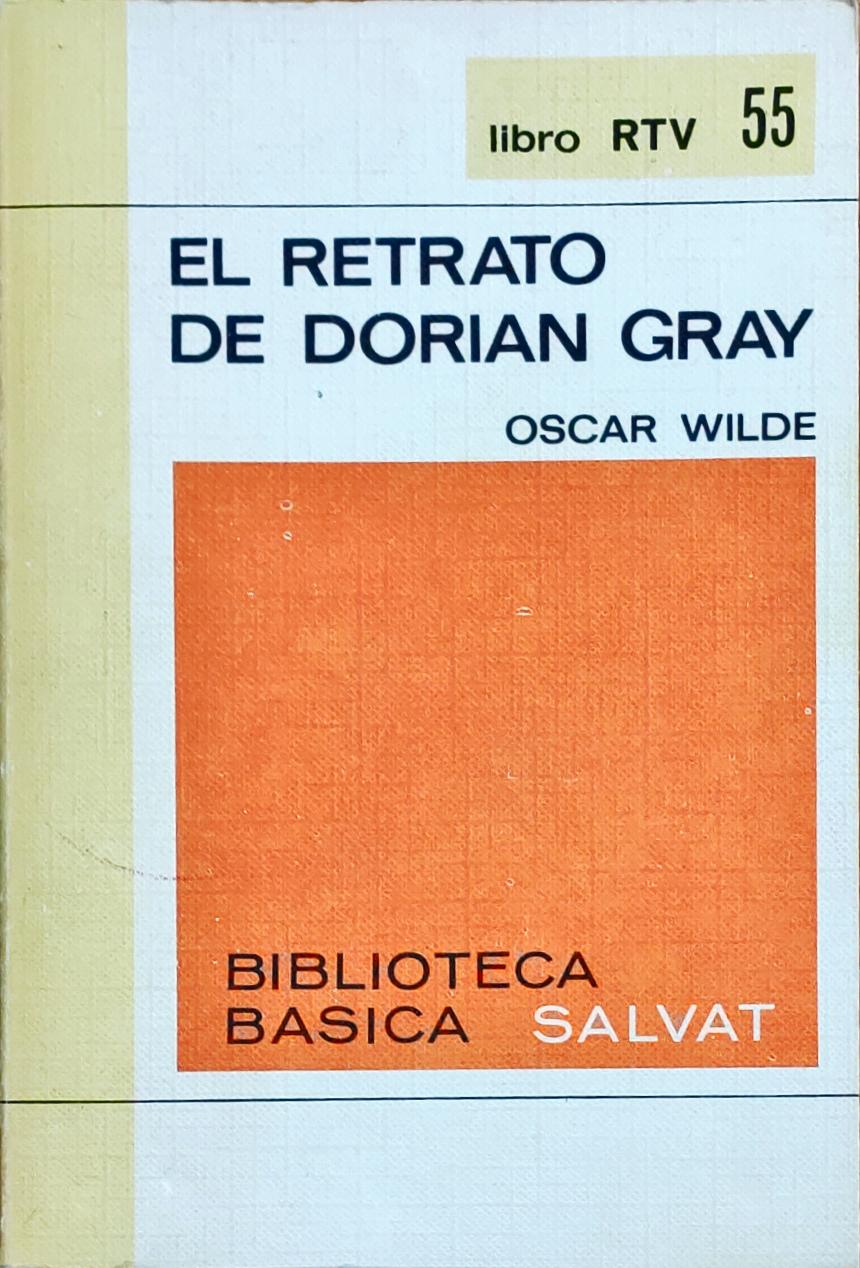 libro RTV 55
EL RETRATO
DE DORIAN GRAY
OSCAR WILDE
BIBLIOTECA
BASICA SALVAT